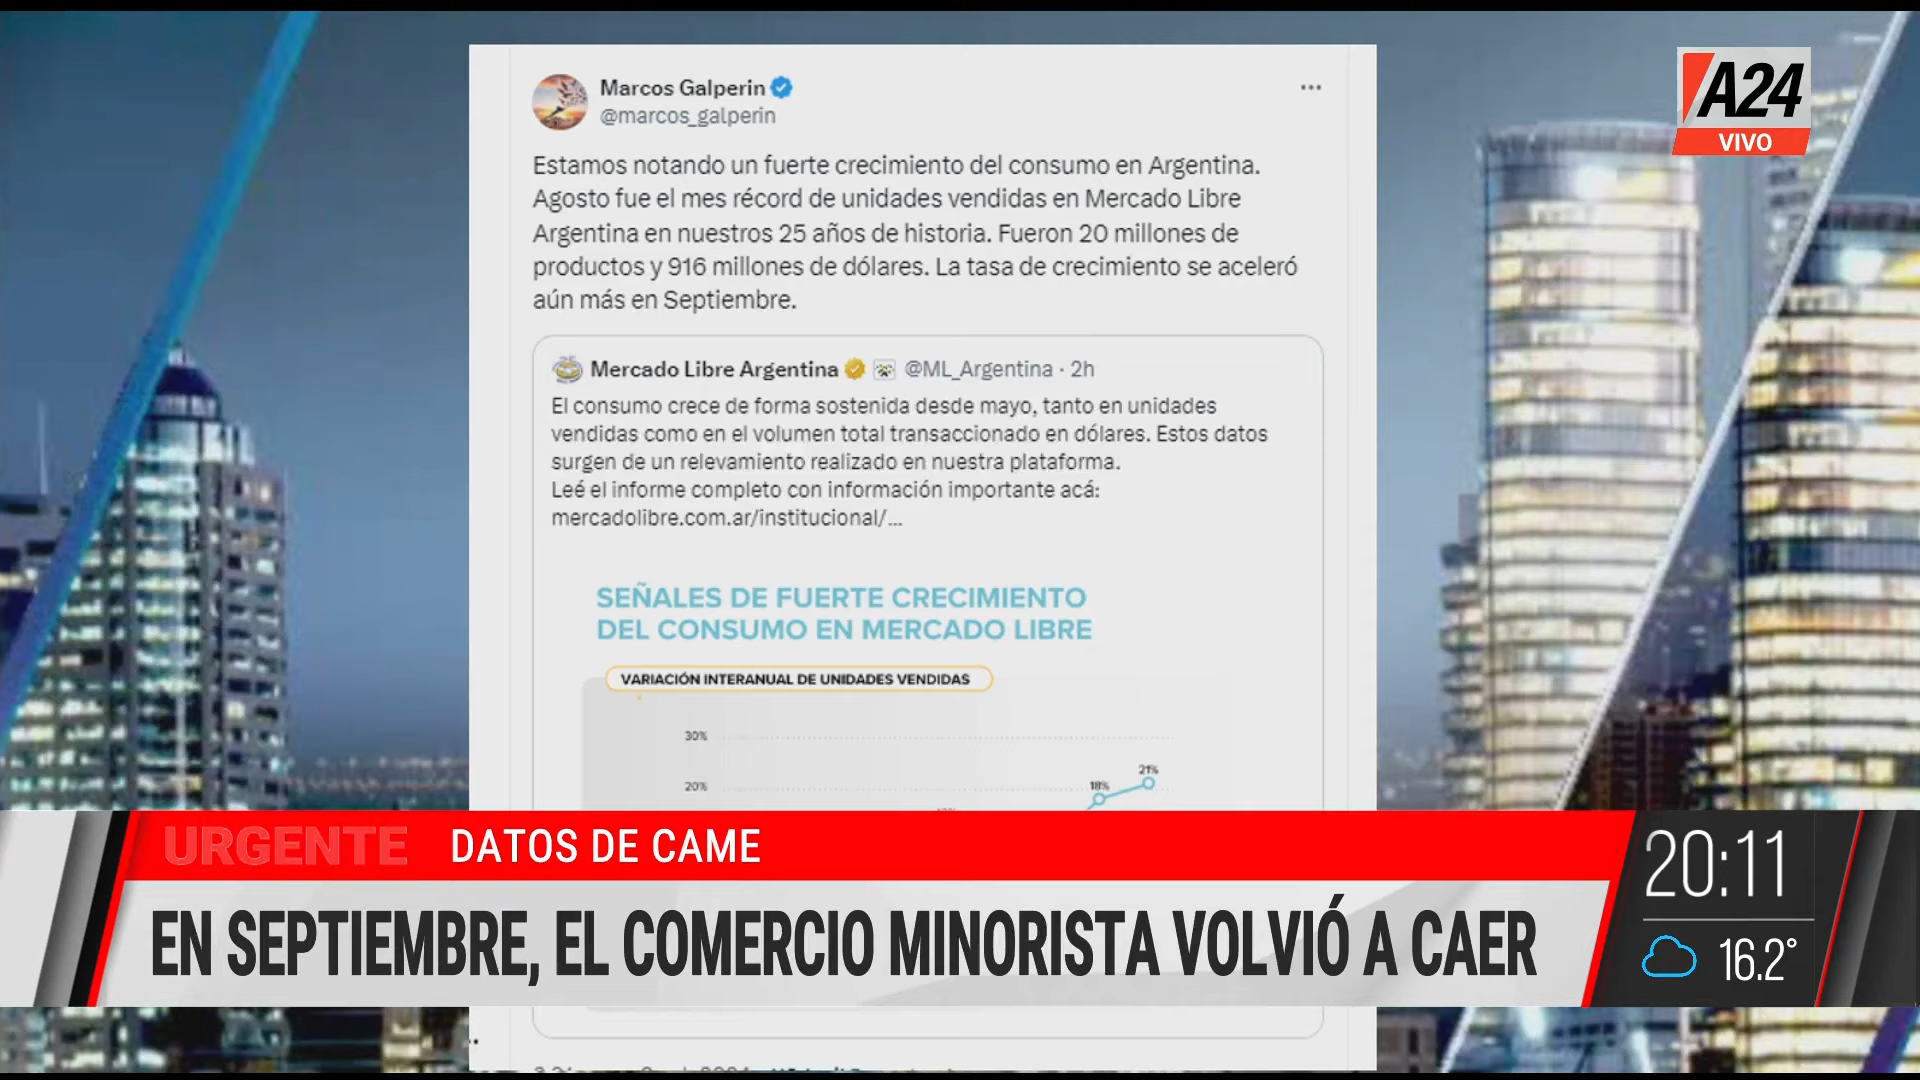 Marcos Galperin
@marcos_galperin
Estamos notando un fuerte crecimiento del consumo en Argentina.
Agosto fue el mes récord de unidades vendidas en Mercado Libre
Argentina en nuestros 25 años de historia. Fueron 20 millones de
productos y 916 millones de dólares. La tasa de crecimiento se aceleró
aún más en Septiembre.
Mercado Libre Argentina @ML_Argentina · 2h
El consumo crece de forma sostenida desde mayo, tanto en unidades
vendidas como en el volumen total transaccionado en dólares. Estos datos
surgen de un relevamiento realizado en nuestra plataforma.
Leé el informe completo con información importante acá:
mercadolibre.com.ar/institucional/...
SEÑALES DE FUERTE CRECIMIENTO
DEL CONSUMO EN MERCADO LIBRE
VARIACIÓN INTERANUAL DE UNIDADES VENDIDAS
30%
21%
20%
18%
A24
VIVO
URGENTE DATOS DE CAME
EN SEPTIEMBRE, EL COMERCIO MINORISTA VOLVIÓ A CAER
20:11
16.2°